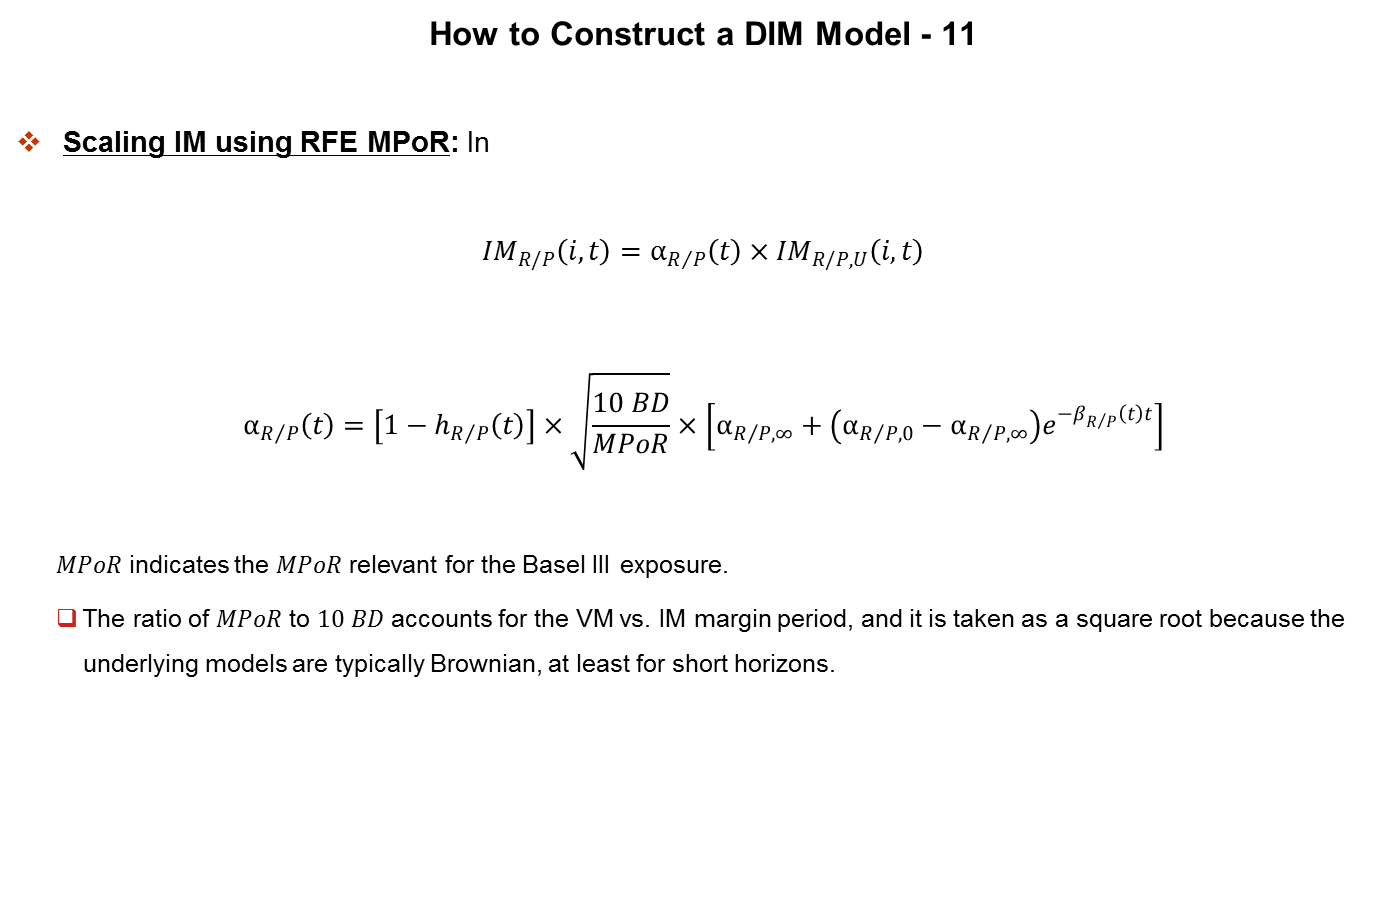 How to Construct a DIM Model - 11
❖ Scaling IM using RFE MPoR: In
𝐼𝑀_{R/P}(i, t) = α_{R/P}(t) × 𝐼𝑀_{R/P,U}(i, t)
α_{R/P}(t) = [1 − h_{R/P}(t)] × √(10 BD / MPoR) × [α_{R/P,∞} + (α_{R/P,0} − α_{R/P,∞})e^{−β_{R/P}(t)t}]
MPoR indicates the MPoR relevant for the Basel III exposure.
❑ The ratio of MPoR to 10 BD accounts for the VM vs. IM margin period, and it is taken as a square root because the
underlying models are typically Brownian, at least for short horizons.